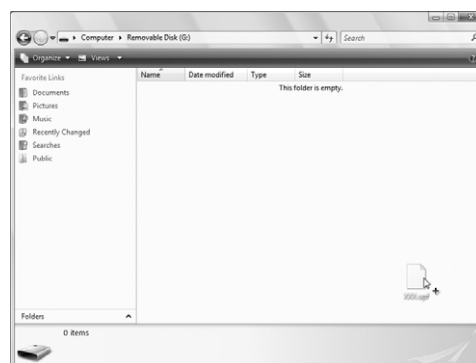 Computer ▸ Removable Disk (G:)
Search
Organize Views
Favorite Links
Documents
Pictures
Music
Recently Changed
Searches
Public
Folders
Name Date modified Type Size
This folder is empty.
0 items